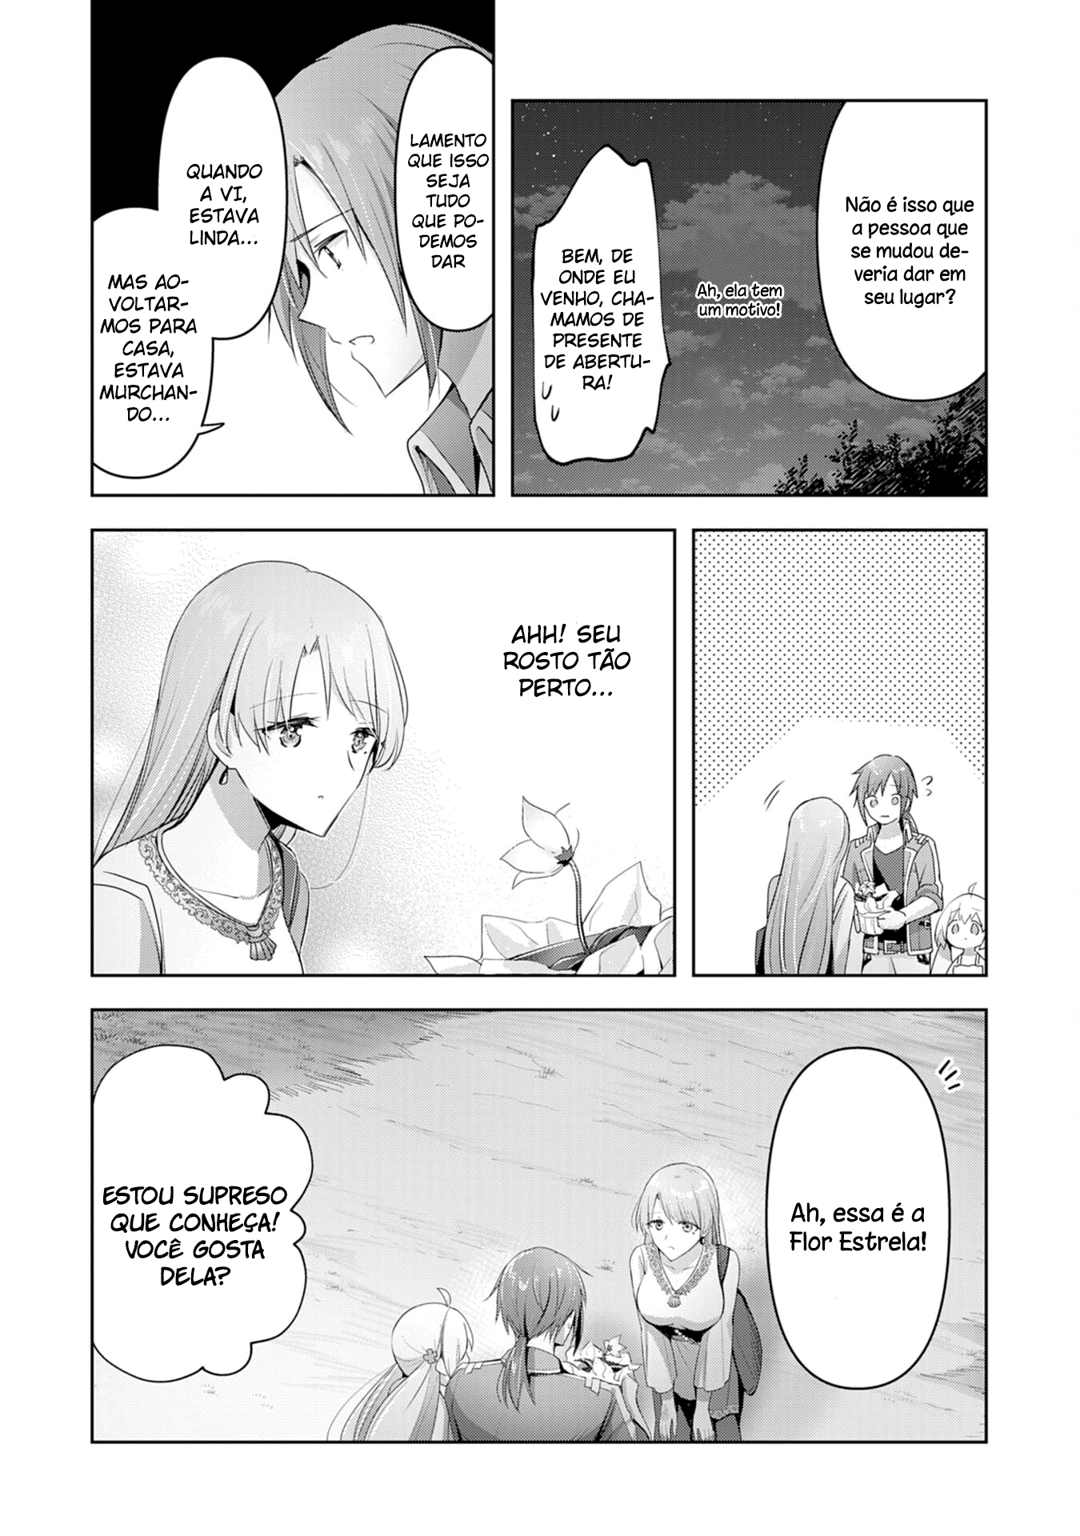 Não é isso que
a pessoa que
se mudou de-
veria dar em
seu lugar?
Ah, ela tem
um motivo!
BEM, DE
ONDE EU
VENHO, CHA-
MAMOS DE
PRESENTE
DE ABERTU-
RA!
LAMENTO
QUE ISSO
SEJA
TUDO
QUE PO-
DEMOS
DAR
QUANDO
A VI,
ESTAVA
LINDA...
MAS AO-
VOLTAR-
MOS PARA
CASA,
ESTAVA
MURCHAN-
DO...
AHH! SEU
ROSTO TÃO
PERTO...
Ah, essa é a
Flor Estrela!
ESTOU SUPRESO
QUE CONHEÇA!
VOCÊ GOSTA
DELA?